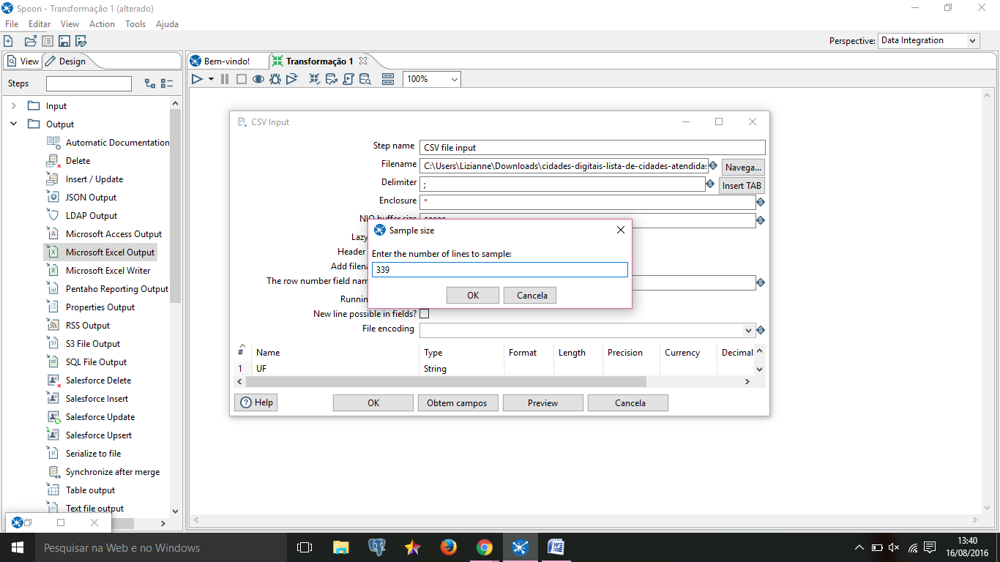 Spoon - Transformação 1 (alterado)
File Editar View Action Tools Ajuda
Perspective: Data Integration
View Design
Bem-vindo! Transformação 1
Steps
100%
Input
Output
Automatic Documentation
Delete
Insert / Update
JSON Output
LDAP Output
Microsoft Access Output
Microsoft Excel Output
Microsoft Excel Writer
Pentaho Reporting Output
Properties Output
RSS Output
S3 File Output
SQL File Output
Salesforce Delete
Salesforce Insert
Salesforce Update
Salesforce Upsert
Serialize to file
Synchronize after merge
Table output
Text file output
CSV Input
Step name CSV file input
Filename C:\Users\Lizianne\Downloads\cidades-digitais-lista-de-cidades-atendidas Navega...
Delimiter ; Insert TAB
Enclosure "
NIO buffer size 50000
Lazy
Header
Add filena
The row number field nam
Runnin
New line possible in fields?
File encoding
Sample size
Enter the number of lines to sample:
339
OK Cancela
# Name Type Format Length Precision Currency Decimal
1 UF String
Help OK Obtem campos Preview Cancela
Pesquisar na Web e no Windows
13:40
16/08/2016